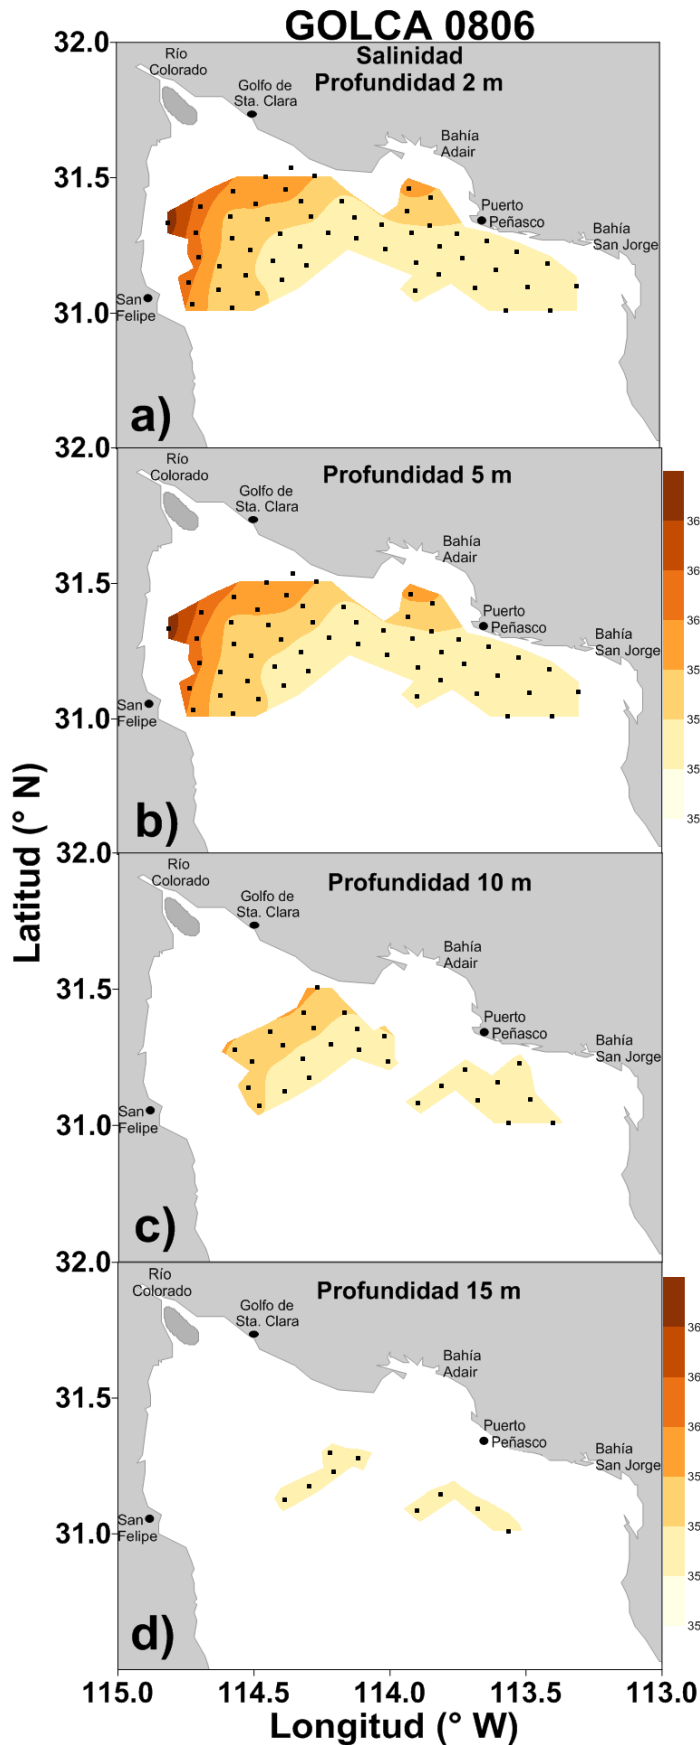 GOLCA 0806
32.0
Salinidad
Profundidad 2 m
Río
Colorado
Golfo de
Sta. Clara
Bahía
Adair
31.5
Puerto
Peñasco
Bahía
San Jorge
San
Felipe
31.0
a)
32.0
Profundidad 5 m
Río
Colorado
Golfo de
Sta. Clara
36
Bahía
Adair
36
31.5
36
Puerto
Peñasco
Bahía
San Jorge
35
San
Felipe
31.0
35
35
35
b)
Latitud (° N)
32.0
Profundidad 10 m
Río
Colorado
Golfo de
Sta. Clara
Bahía
Adair
31.5
Puerto
Peñasco
Bahía
San Jorge
San
Felipe
31.0
c)
32.0
Profundidad 15 m
Río
Colorado
Golfo de
Sta. Clara
36
Bahía
Adair
36
31.5
36
Puerto
Peñasco
Bahía
San Jorge
35
San
Felipe
31.0
35
35
35
d)
115.0 114.5 114.0 113.5 113.0
Longitud (° W)